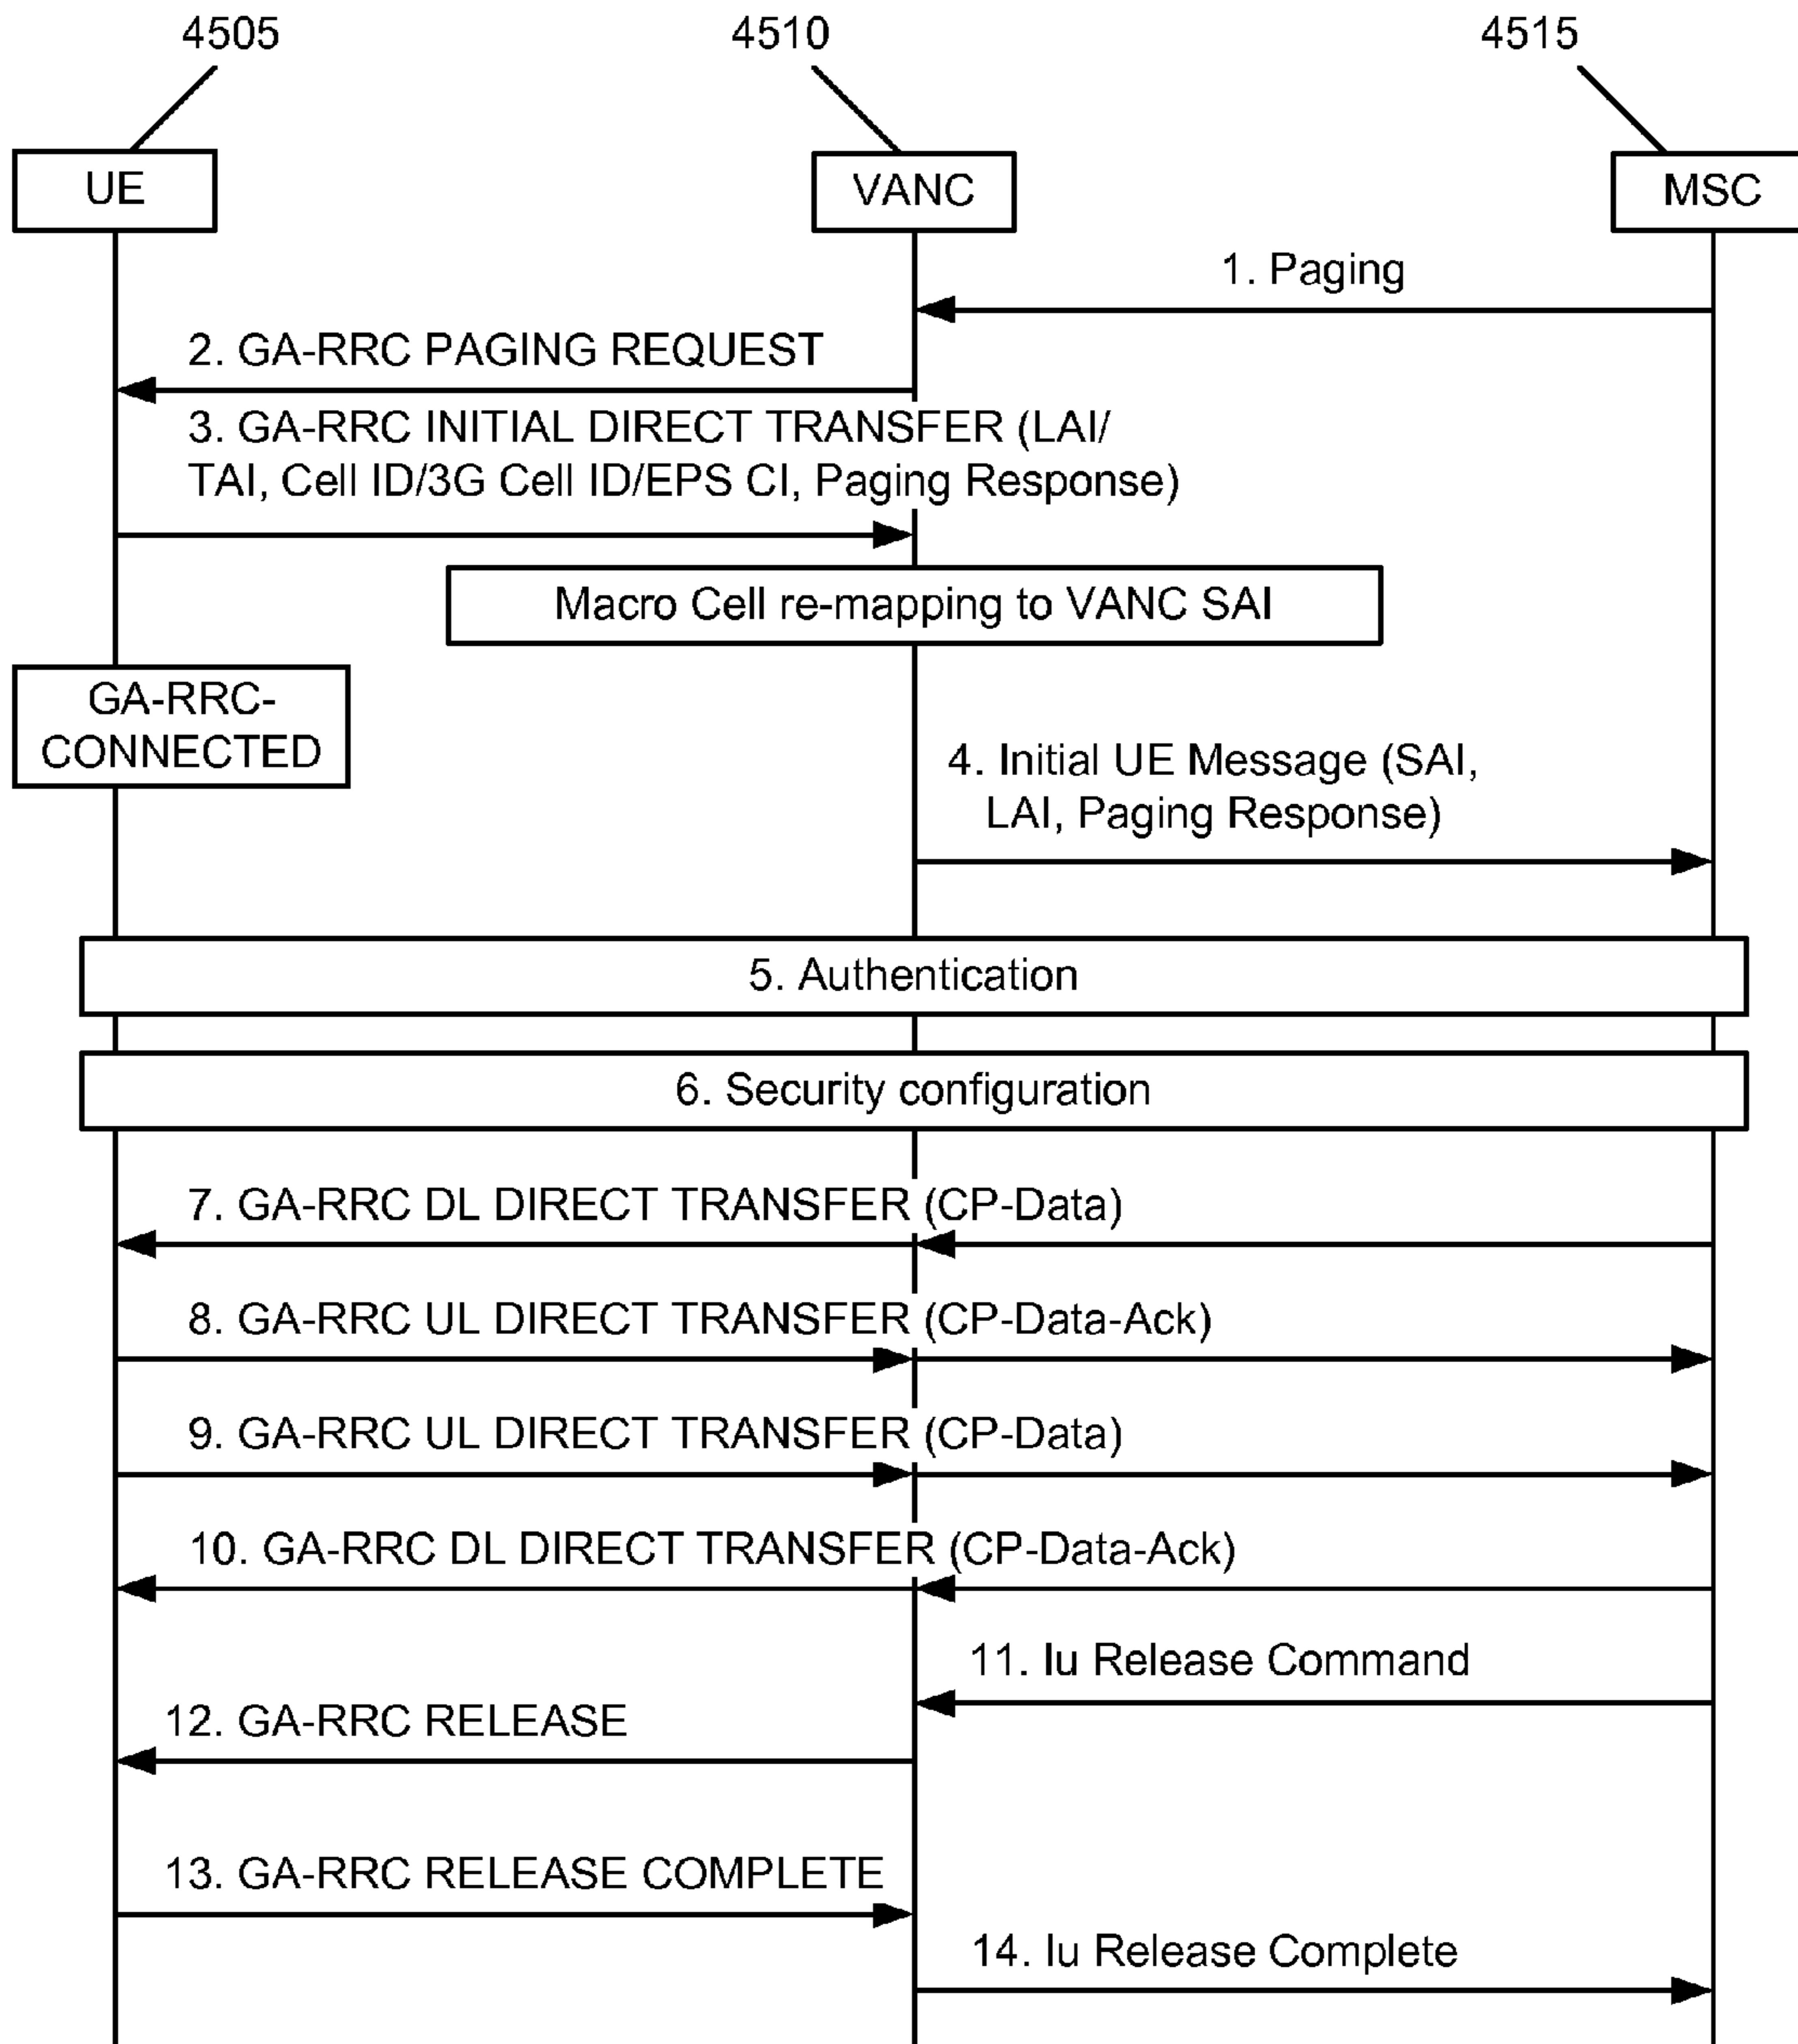 4505
4510
4515
UE
VANC
MSC
1. Paging
2. GA-RRC PAGING REQUEST
3. GA-RRC INITIAL DIRECT TRANSFER (LAI/
TAI, Cell ID/3G Cell ID/EPS CI, Paging Response)
Macro Cell re-mapping to VANC SAI
GA-RRC-
CONNECTED
4. Initial UE Message (SAI,
LAI, Paging Response)
5. Authentication
6. Security configuration
7. GA-RRC DL DIRECT TRANSFER (CP-Data)
8. GA-RRC UL DIRECT TRANSFER (CP-Data-Ack)
9. GA-RRC UL DIRECT TRANSFER (CP-Data)
10. GA-RRC DL DIRECT TRANSFER (CP-Data-Ack)
11. Iu Release Command
12. GA-RRC RELEASE
13. GA-RRC RELEASE COMPLETE
14. Iu Release Complete